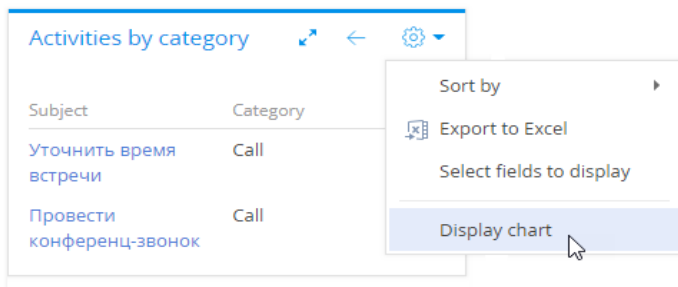 Activities by category
Sort by
Subject Category
Export to Excel
Уточнить время Call
встречи
Select fields to display
Провести Call
конференц-звонок
Display chart